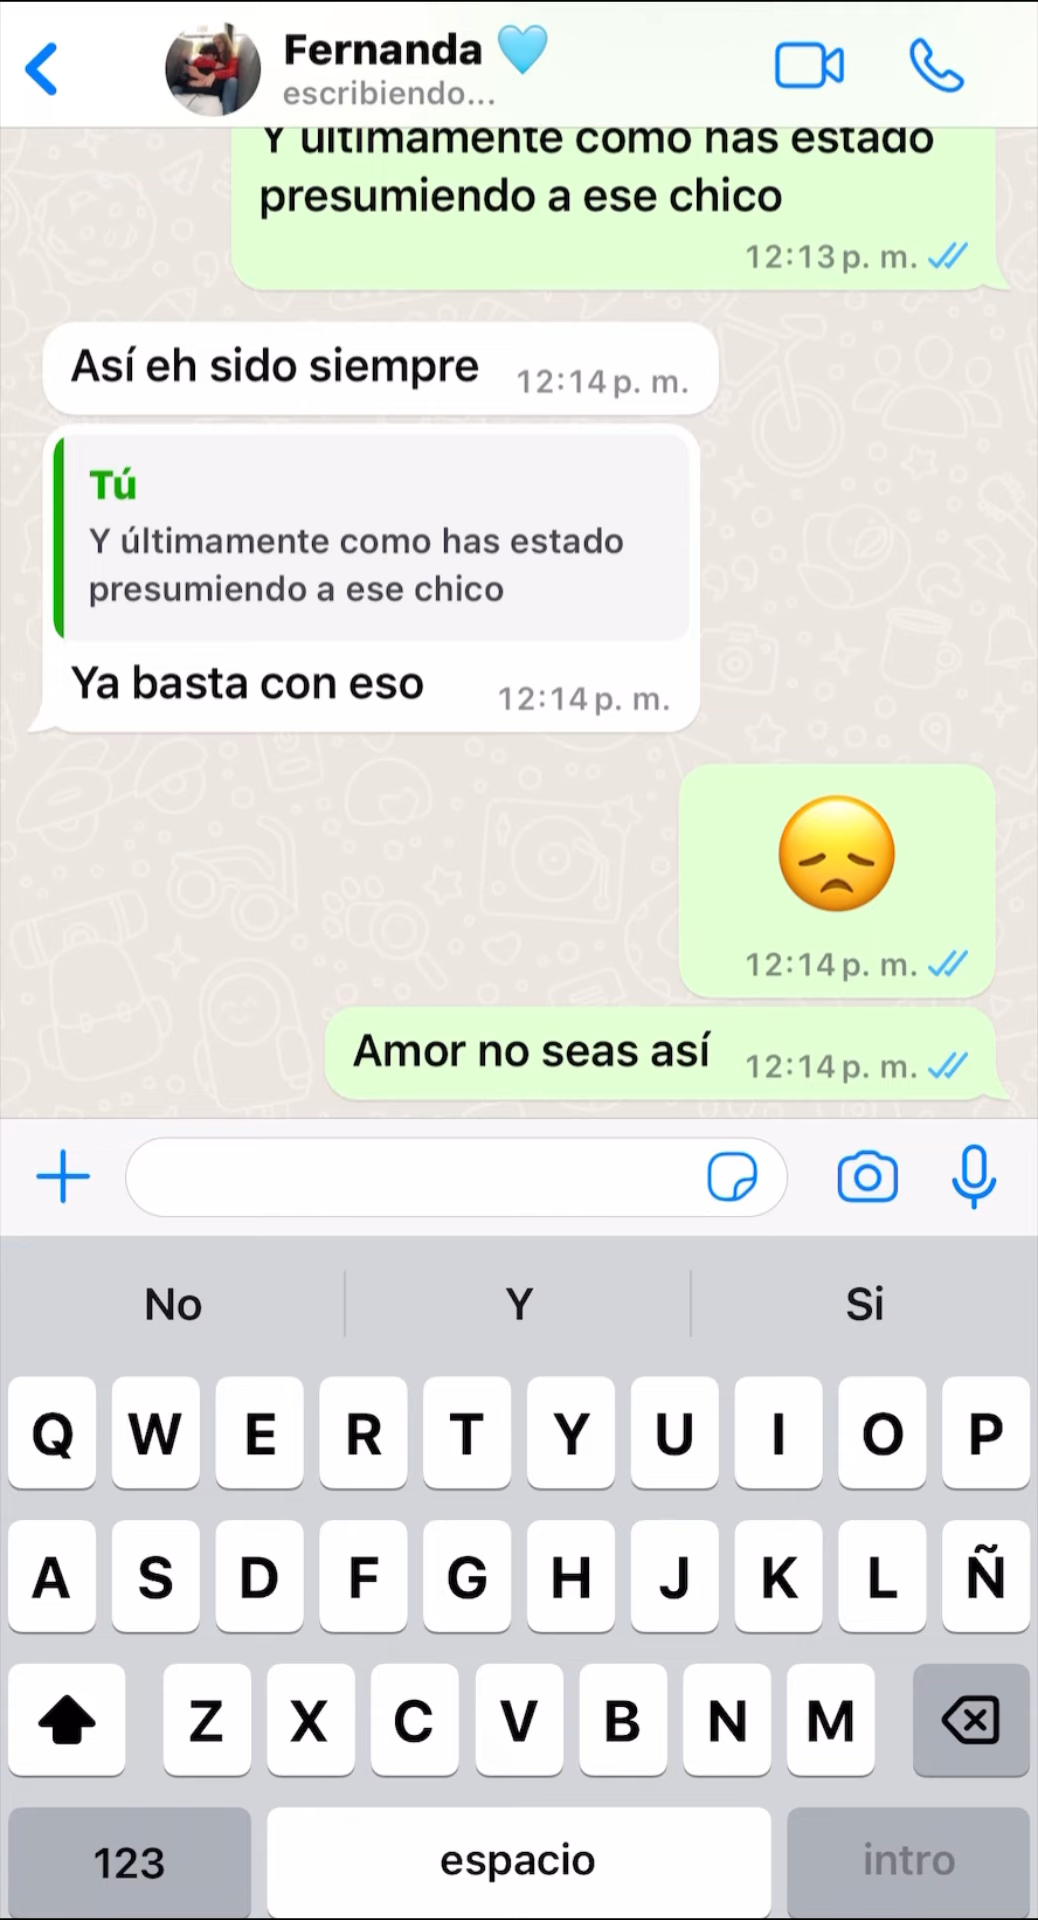 Fernanda 🩵
escribiendo...
Y últimamente como has estado
presumiendo a ese chico
12:13 p. m.
Así eh sido siempre 12:14 p. m.
Tú
Y últimamente como has estado
presumiendo a ese chico
Ya basta con eso 12:14 p. m.
😞
12:14 p. m.
Amor no seas así 12:14 p. m.
No Y Si
Q W E R T Y U I O P
A S D F G H J K L Ñ
Z X C V B N M
123 espacio intro